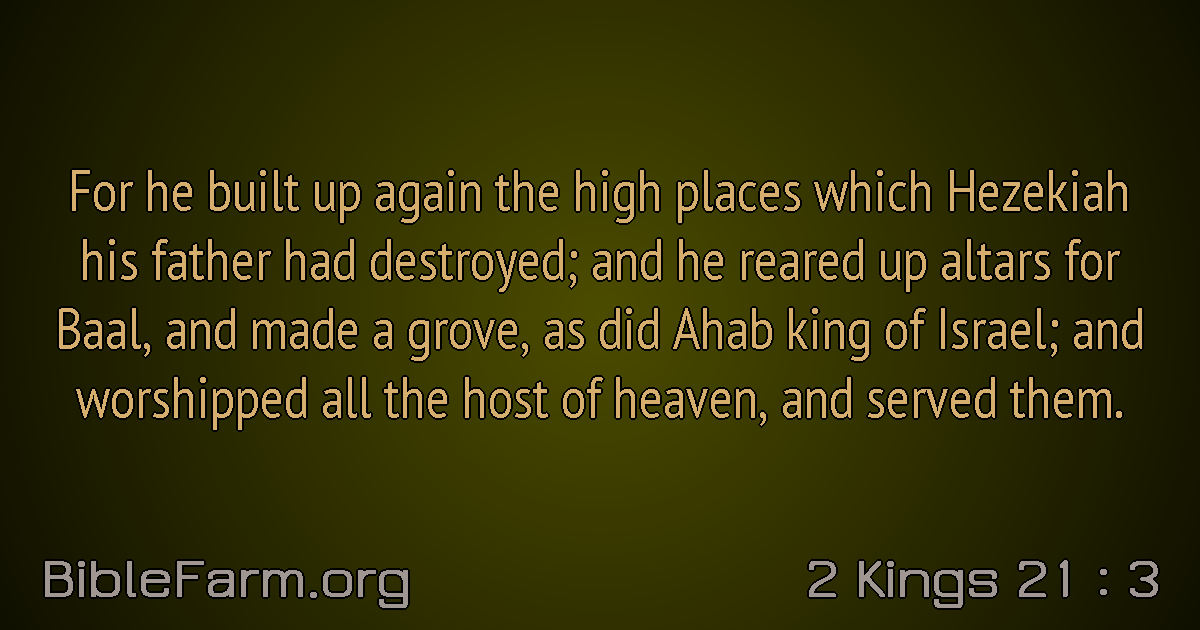 For he built up again the high places which Hezekiah
his father had destroyed; and he reared up altars for
Baal, and made a grove, as did Ahab king of Israel; and
worshipped all the host of heaven, and served them.
BibleFarm.org
2 Kings 21 : 3